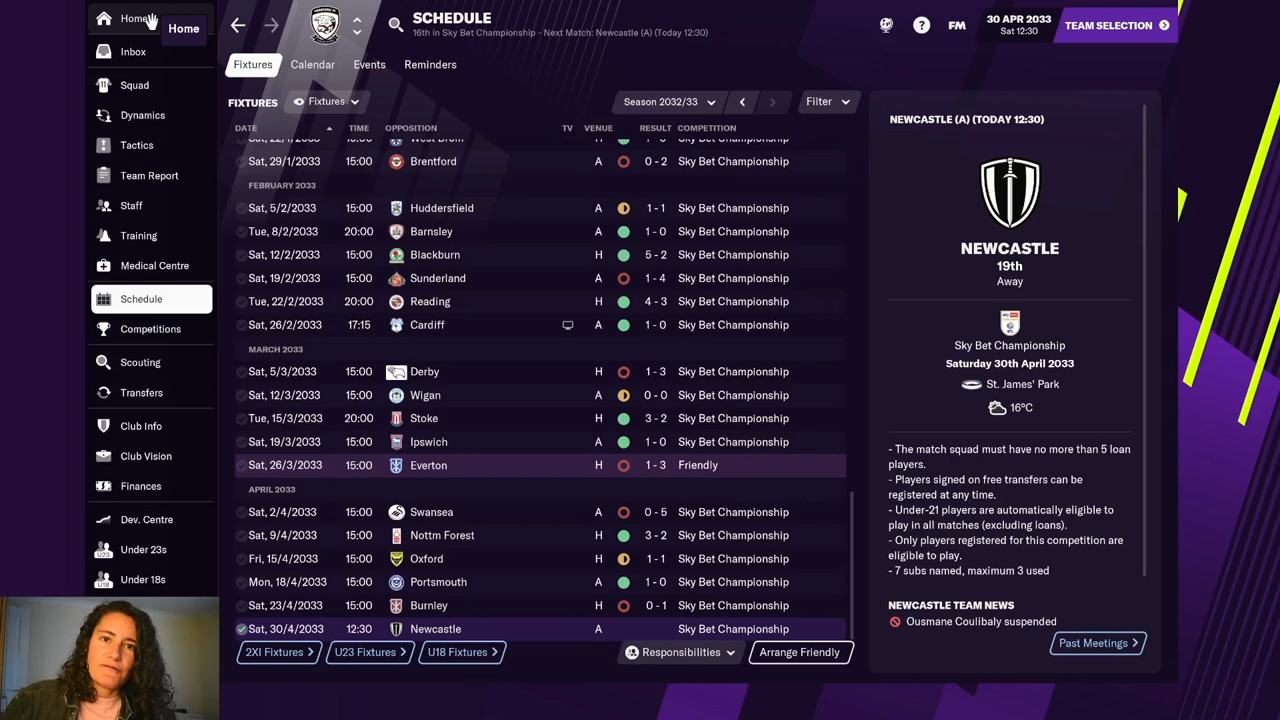 Home
Home
Inbox
Squad
Dynamics
Tactics
Team Report
Staff
Training
Medical Centre
Schedule
Competitions
Scouting
Transfers
Club Info
Club Vision
Finances
Dev. Centre
U23 Under 23s
U18 Under 18s
SCHEDULE
16th in Sky Bet Championship - Next Match: Newcastle (A) (Today 12:30)
FM
30 APR 2033
Sat 12:30
TEAM SELECTION
Fixtures Calendar Events Reminders
FIXTURES Fixtures Season 2032/33 Filter
DATE TIME OPPOSITION TV VENUE RESULT COMPETITION
Sat, 29/1/2033 15:00 Brentford A 0 - 2 Sky Bet Championship
FEBRUARY 2033
Sat, 5/2/2033 15:00 Huddersfield A 1 - 1 Sky Bet Championship
Tue, 8/2/2033 20:00 Barnsley A 1 - 0 Sky Bet Championship
Sat, 12/2/2033 15:00 Blackburn H 5 - 2 Sky Bet Championship
Sat, 19/2/2033 15:00 Sunderland A 1 - 4 Sky Bet Championship
Tue, 22/2/2033 20:00 Reading H 4 - 3 Sky Bet Championship
Sat, 26/2/2033 17:15 Cardiff A 1 - 0 Sky Bet Championship
MARCH 2033
Sat, 5/3/2033 15:00 Derby H 1 - 3 Sky Bet Championship
Sat, 12/3/2033 15:00 Wigan A 0 - 0 Sky Bet Championship
Tue, 15/3/2033 20:00 Stoke H 3 - 2 Sky Bet Championship
Sat, 19/3/2033 15:00 Ipswich A 1 - 0 Sky Bet Championship
Sat, 26/3/2033 15:00 Everton H 1 - 3 Friendly
APRIL 2033
Sat, 2/4/2033 15:00 Swansea A 0 - 5 Sky Bet Championship
Sat, 9/4/2033 15:00 Nottm Forest H 3 - 2 Sky Bet Championship
Fri, 15/4/2033 15:00 Oxford H 1 - 1 Sky Bet Championship
Mon, 18/4/2033 15:00 Portsmouth A 1 - 0 Sky Bet Championship
Sat, 23/4/2033 15:00 Burnley H 0 - 1 Sky Bet Championship
Sat, 30/4/2033 12:30 Newcastle A Sky Bet Championship
2XI Fixtures U23 Fixtures U18 Fixtures Responsibilities Arrange Friendly
NEWCASTLE (A) (TODAY 12:30)
NEWCASTLE
19th
Away
Sky Bet Championship
Saturday 30th April 2033
St. James' Park
16°C
- The match squad must have no more than 5 loan
players.
- Players signed on free transfers can be
registered at any time.
- Under-21 players are automatically eligible to
play in all matches (excluding loans).
- Only players registered for this competition are
eligible to play.
- 7 subs named, maximum 3 used
NEWCASTLE TEAM NEWS
Ousmane Coulibaly suspended
Past Meetings